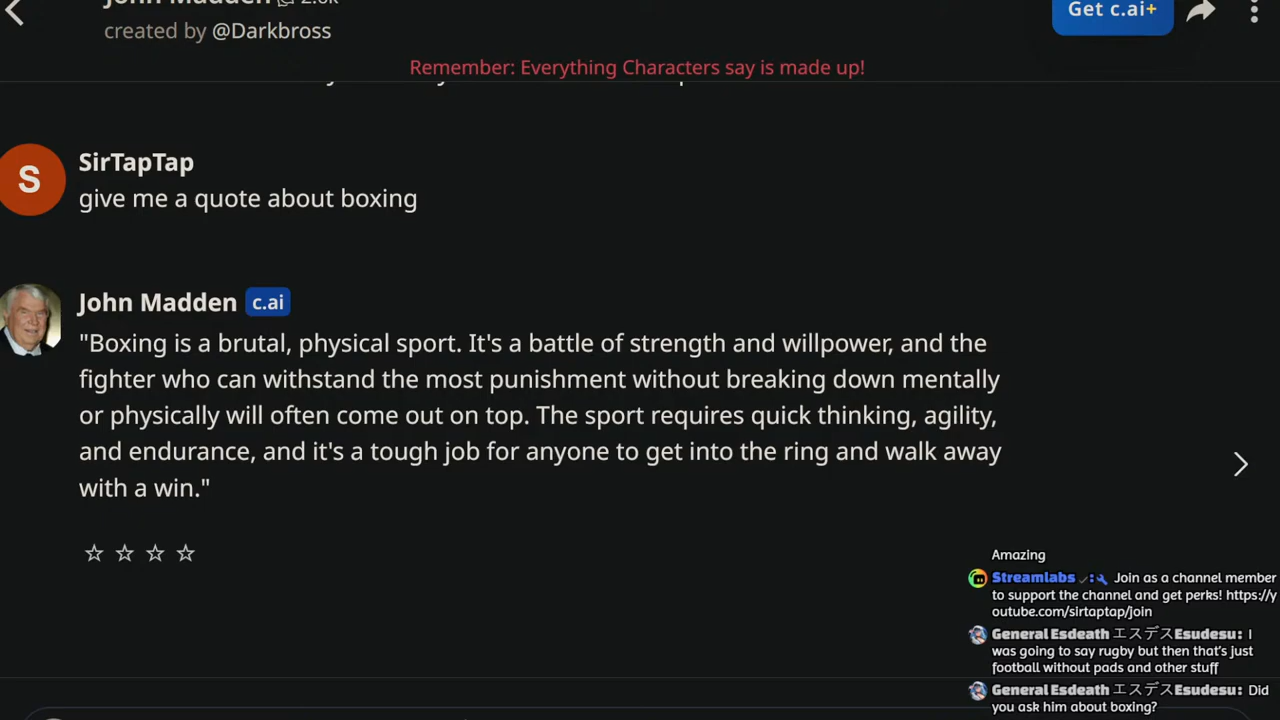 John Madden 2.6k
created by @Darkbross
Get c.ai+
Remember: Everything Characters say is made up!
S
SirTapTap
give me a quote about boxing
John Madden c.ai
"Boxing is a brutal, physical sport. It's a battle of strength and willpower, and the
fighter who can withstand the most punishment without breaking down mentally
or physically will often come out on top. The sport requires quick thinking, agility,
and endurance, and it's a tough job for anyone to get into the ring and walk away
with a win."
Amazing
Streamlabs Join as a channel member
to support the channel and get perks! https://y
outube.com/sirtaptap/join
General Esdeath エスデスEsudesu: I
was going to say rugby but then that's just
football without pads and other stuff
General Esdeath エスデスEsudesu: Did
you ask him about boxing?